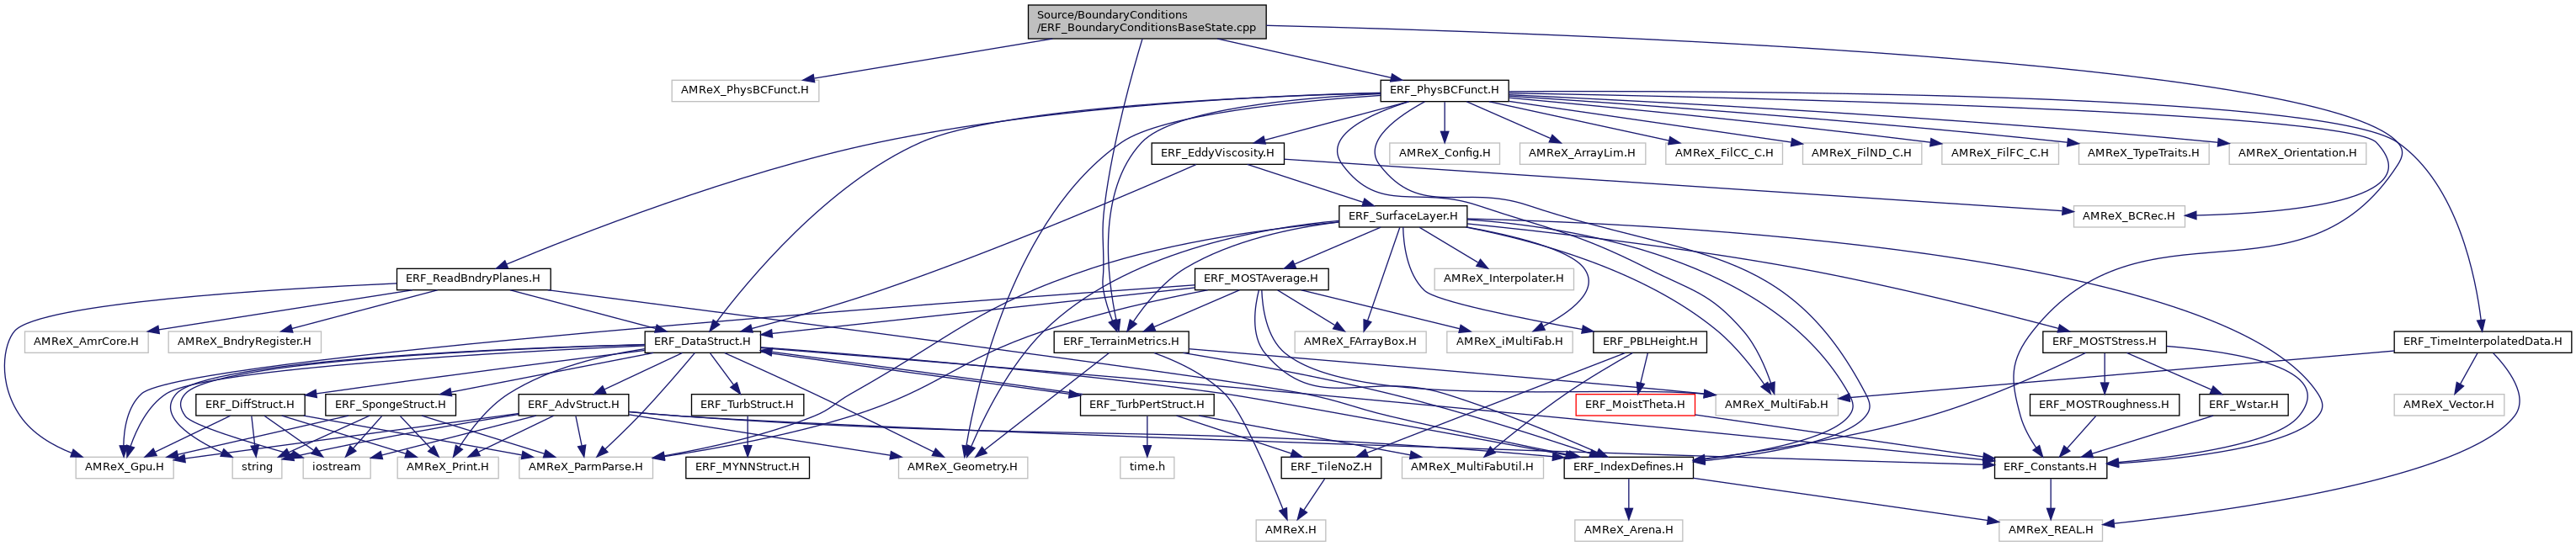 Source/BoundaryConditions
/ERF_BoundaryConditionsBaseState.cpp
AMReX_PhysBCFunct.H
ERF_PhysBCFunct.H
ERF_EddyViscosity.H
AMReX_Config.H
AMReX_ArrayLim.H
AMReX_FilCC_C.H
AMReX_FilND_C.H
AMReX_FilFC_C.H
AMReX_TypeTraits.H
AMReX_Orientation.H
ERF_SurfaceLayer.H
AMReX_BCRec.H
ERF_ReadBndryPlanes.H
ERF_MOSTAverage.H
AMReX_Interpolater.H
AMReX_AmrCore.H
AMReX_BndryRegister.H
ERF_DataStruct.H
ERF_TerrainMetrics.H
AMReX_FArrayBox.H
AMReX_iMultiFab.H
ERF_PBLHeight.H
ERF_MOSTStress.H
ERF_TimeInterpolatedData.H
ERF_DiffStruct.H
ERF_SpongeStruct.H
ERF_AdvStruct.H
ERF_TurbStruct.H
ERF_TurbPertStruct.H
ERF_MoistTheta.H
AMReX_MultiFab.H
ERF_MOSTRoughness.H
ERF_Wstar.H
AMReX_Vector.H
AMReX_Gpu.H
string
iostream
AMReX_Print.H
AMReX_ParmParse.H
ERF_MYNNStruct.H
AMReX_Geometry.H
time.h
ERF_TileNoZ.H
AMReX_MultiFabUtil.H
ERF_IndexDefines.H
ERF_Constants.H
AMReX.H
AMReX_Arena.H
AMReX_REAL.H